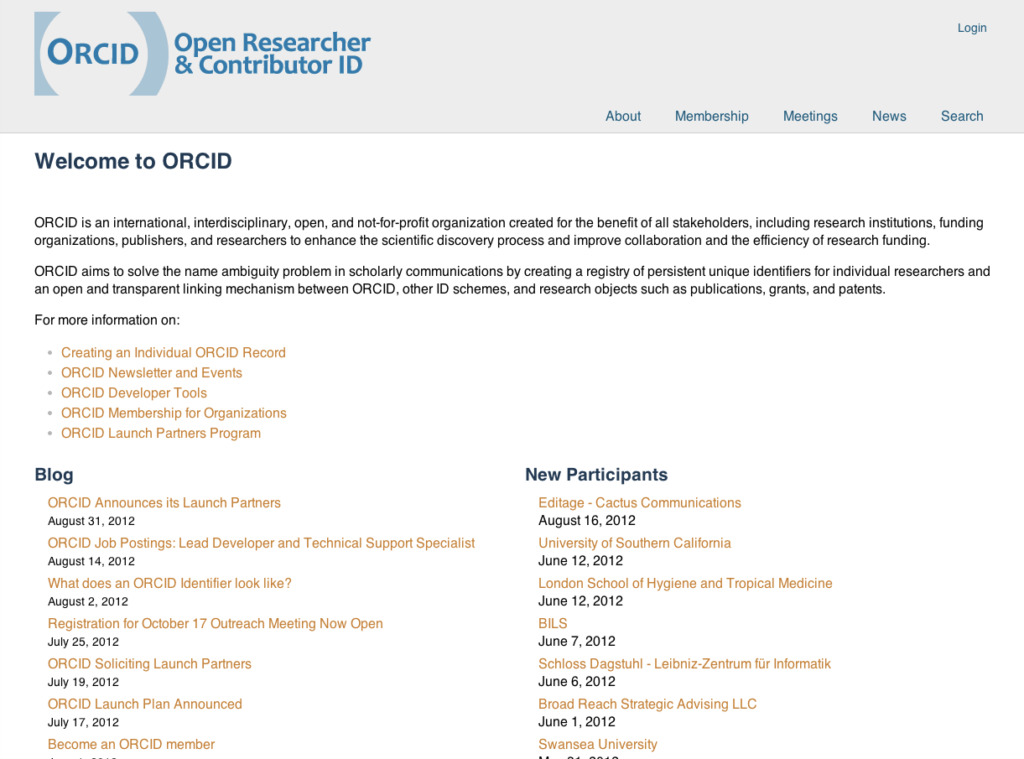 ORCID
Open Researcher
& Contributor ID
Login
About Membership Meetings News Search
Welcome to ORCID
ORCID is an international, interdisciplinary, open, and not-for-profit organization created for the benefit of all stakeholders, including research institutions, funding
organizations, publishers, and researchers to enhance the scientific discovery process and improve collaboration and the efficiency of research funding.
ORCID aims to solve the name ambiguity problem in scholarly communications by creating a registry of persistent unique identifiers for individual researchers and
an open and transparent linking mechanism between ORCID, other ID schemes, and research objects such as publications, grants, and patents.
For more information on:
Creating an Individual ORCID Record
ORCID Newsletter and Events
ORCID Developer Tools
ORCID Membership for Organizations
ORCID Launch Partners Program
Blog
ORCID Announces its Launch Partners
August 31, 2012
ORCID Job Postings: Lead Developer and Technical Support Specialist
August 14, 2012
What does an ORCID Identifier look like?
August 2, 2012
Registration for October 17 Outreach Meeting Now Open
July 25, 2012
ORCID Soliciting Launch Partners
July 19, 2012
ORCID Launch Plan Announced
July 17, 2012
Become an ORCID member
New Participants
Editage - Cactus Communications
August 16, 2012
University of Southern California
June 12, 2012
London School of Hygiene and Tropical Medicine
June 12, 2012
BILS
June 7, 2012
Schloss Dagstuhl - Leibniz-Zentrum für Informatik
June 6, 2012
Broad Reach Strategic Advising LLC
June 1, 2012
Swansea University